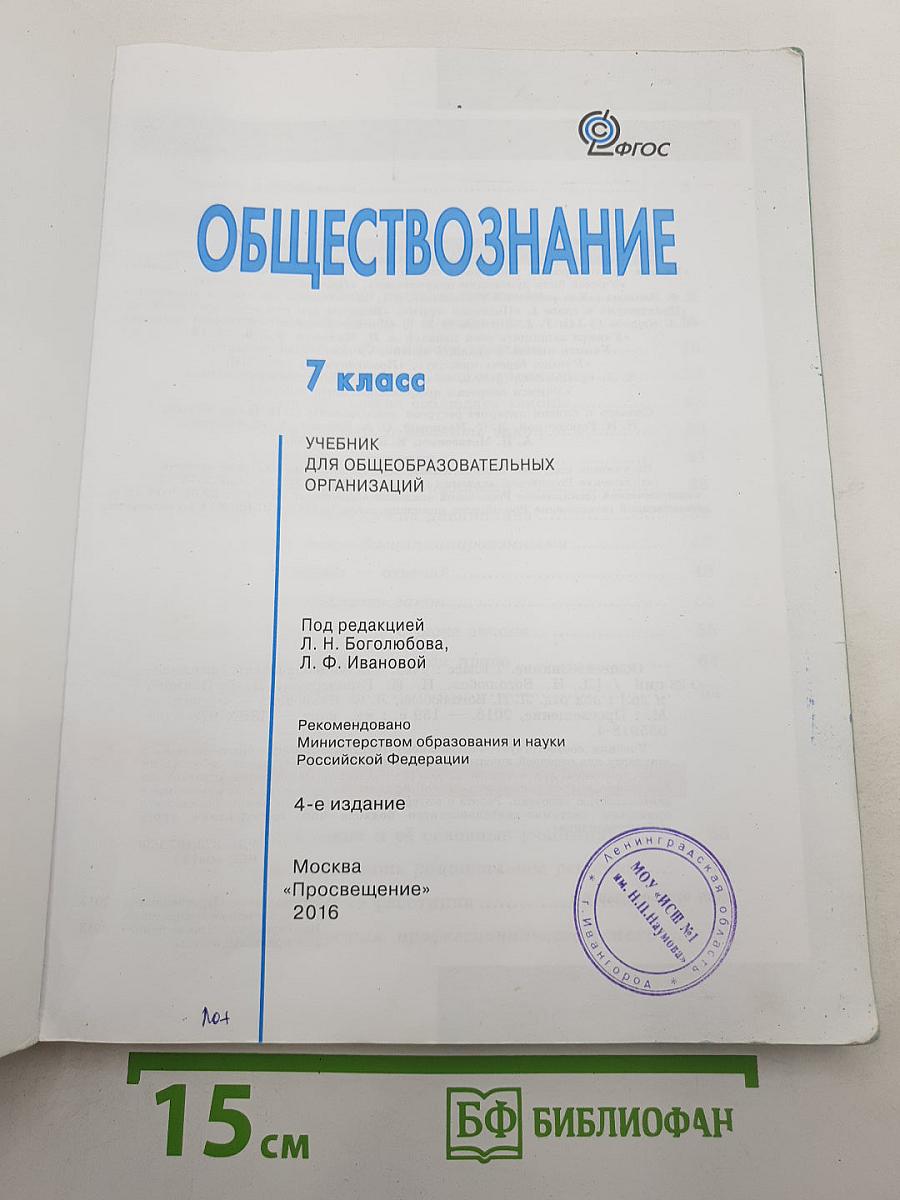 ФГОС
ОБЩЕСТВОЗНАНИЕ
7 класс
УЧЕБНИК
ДЛЯ ОБЩЕОБРАЗОВАТЕЛЬНЫХ
ОРГАНИЗАЦИЙ
Под редакцией
Л. Н. Боголюбова,
Л. Ф. Ивановой
Рекомендовано
Министерством образования и науки
Российской Федерации
4-е издание
Москва
«Просвещение»
2016
Ленинградская область
г.Ивангород
МОУ «ИСШ №1
им. Н.П.Наумова»
15 см
БФ БИБЛИОФАН